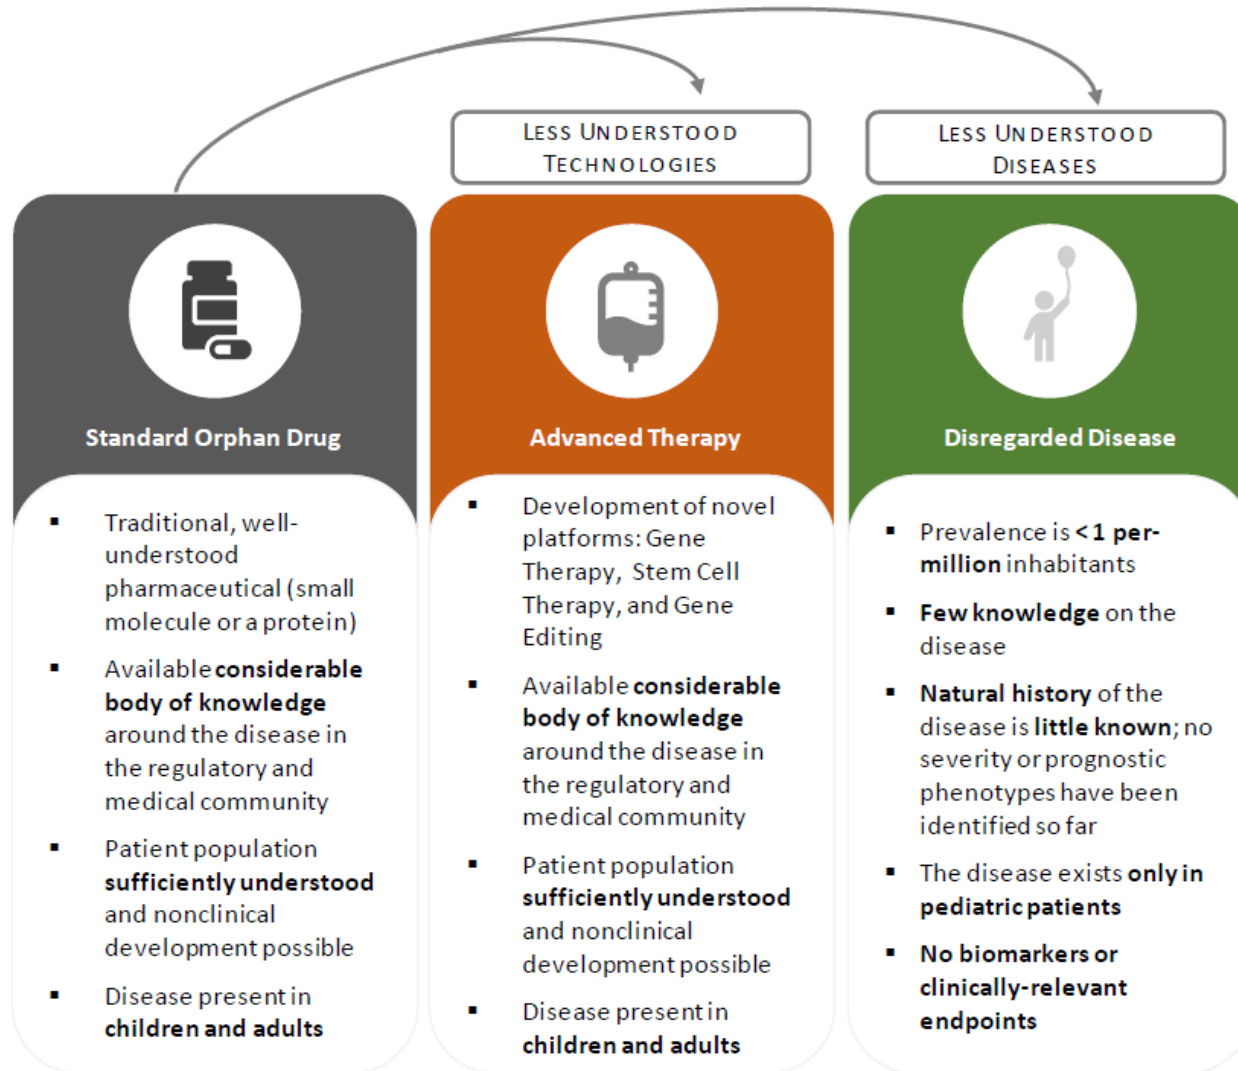 LESS UNDERSTOOD
TECHNOLOGIES
LESS UNDERSTOOD
DISEASES
Standard Orphan Drug
▪ Traditional, well-
understood
pharmaceutical (small
molecule or a protein)
▪ Available considerable
body of knowledge
around the disease in
the regulatory and
medical community
▪ Patient population
sufficiently understood
and nonclinical
development possible
▪ Disease present in
children and adults
Advanced Therapy
▪ Development of novel
platforms: Gene
Therapy, Stem Cell
Therapy, and Gene
Editing
▪ Available considerable
body of knowledge
around the disease in
the regulatory and
medical community
▪ Patient population
sufficiently understood
and nonclinical
development possible
▪ Disease present in
children and adults
Disregarded Disease
▪ Prevalence is <1 per-
million inhabitants
▪ Few knowledge on the
disease
▪ Natural history of the
disease is little known; no
severity or prognostic
phenotypes have been
identified so far
▪ The disease exists only in
pediatric patients
▪ No biomarkers or
clinically-relevant
endpoints